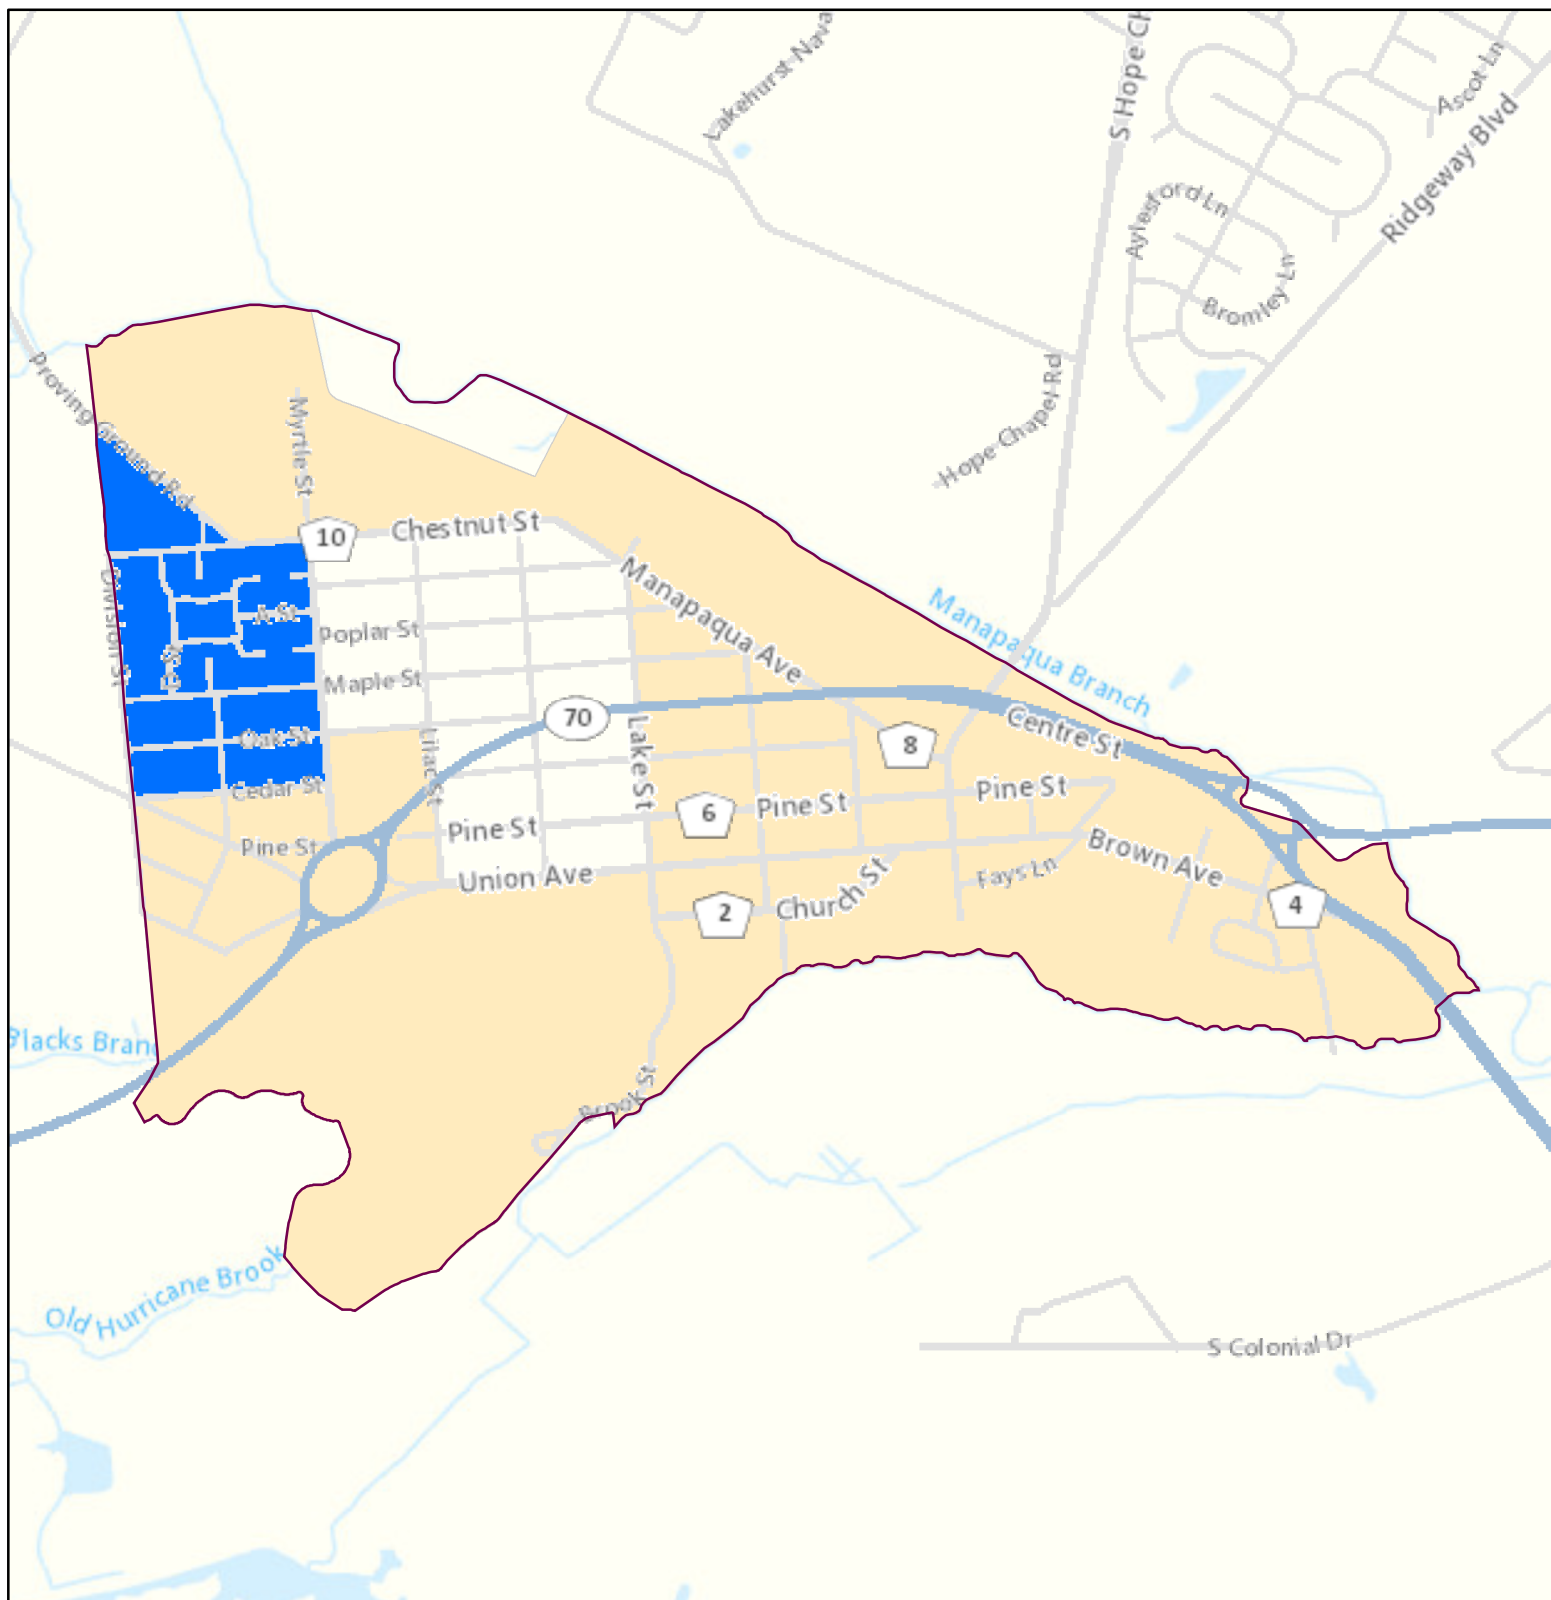 Lakehurst Nava
S Hope Ch
Ascot Ln
Ridgeway Blvd
Aylesford Ln
Bromley Ln
Hope Chapel Rd
Proving Ground Rd
Myrtle St
10
Chestnut St
Manapaqua Ave
Manapaqua Branch
Division St
A St
Poplar St
Maple St
70
Centre St
8
Oak St
Lilac St
Lake St
Cedar St
6
Pine St
Pine St
Pine St
Pine St
Brown Ave
Union Ave
Fays Ln
Church St
2
4
Blacks Bran
Brook St
Old Hurricane Brook
S Colonial Dr